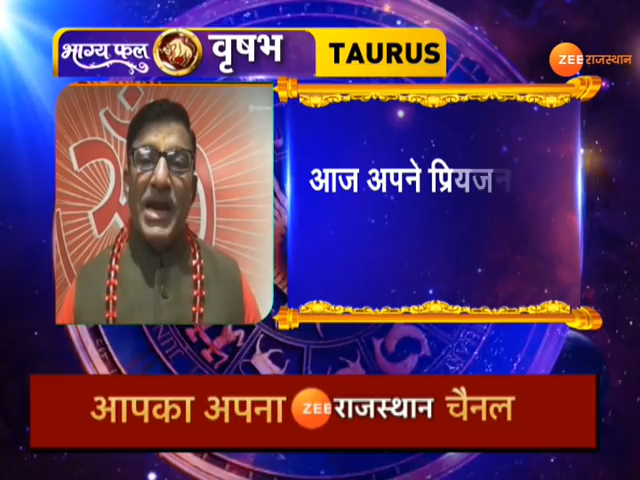 भाग्य फल वृषभ TAURUS
ZEE राजस्थान
आज अपने प्रियजन
आपका अपना ZEE राजस्थान चैनल